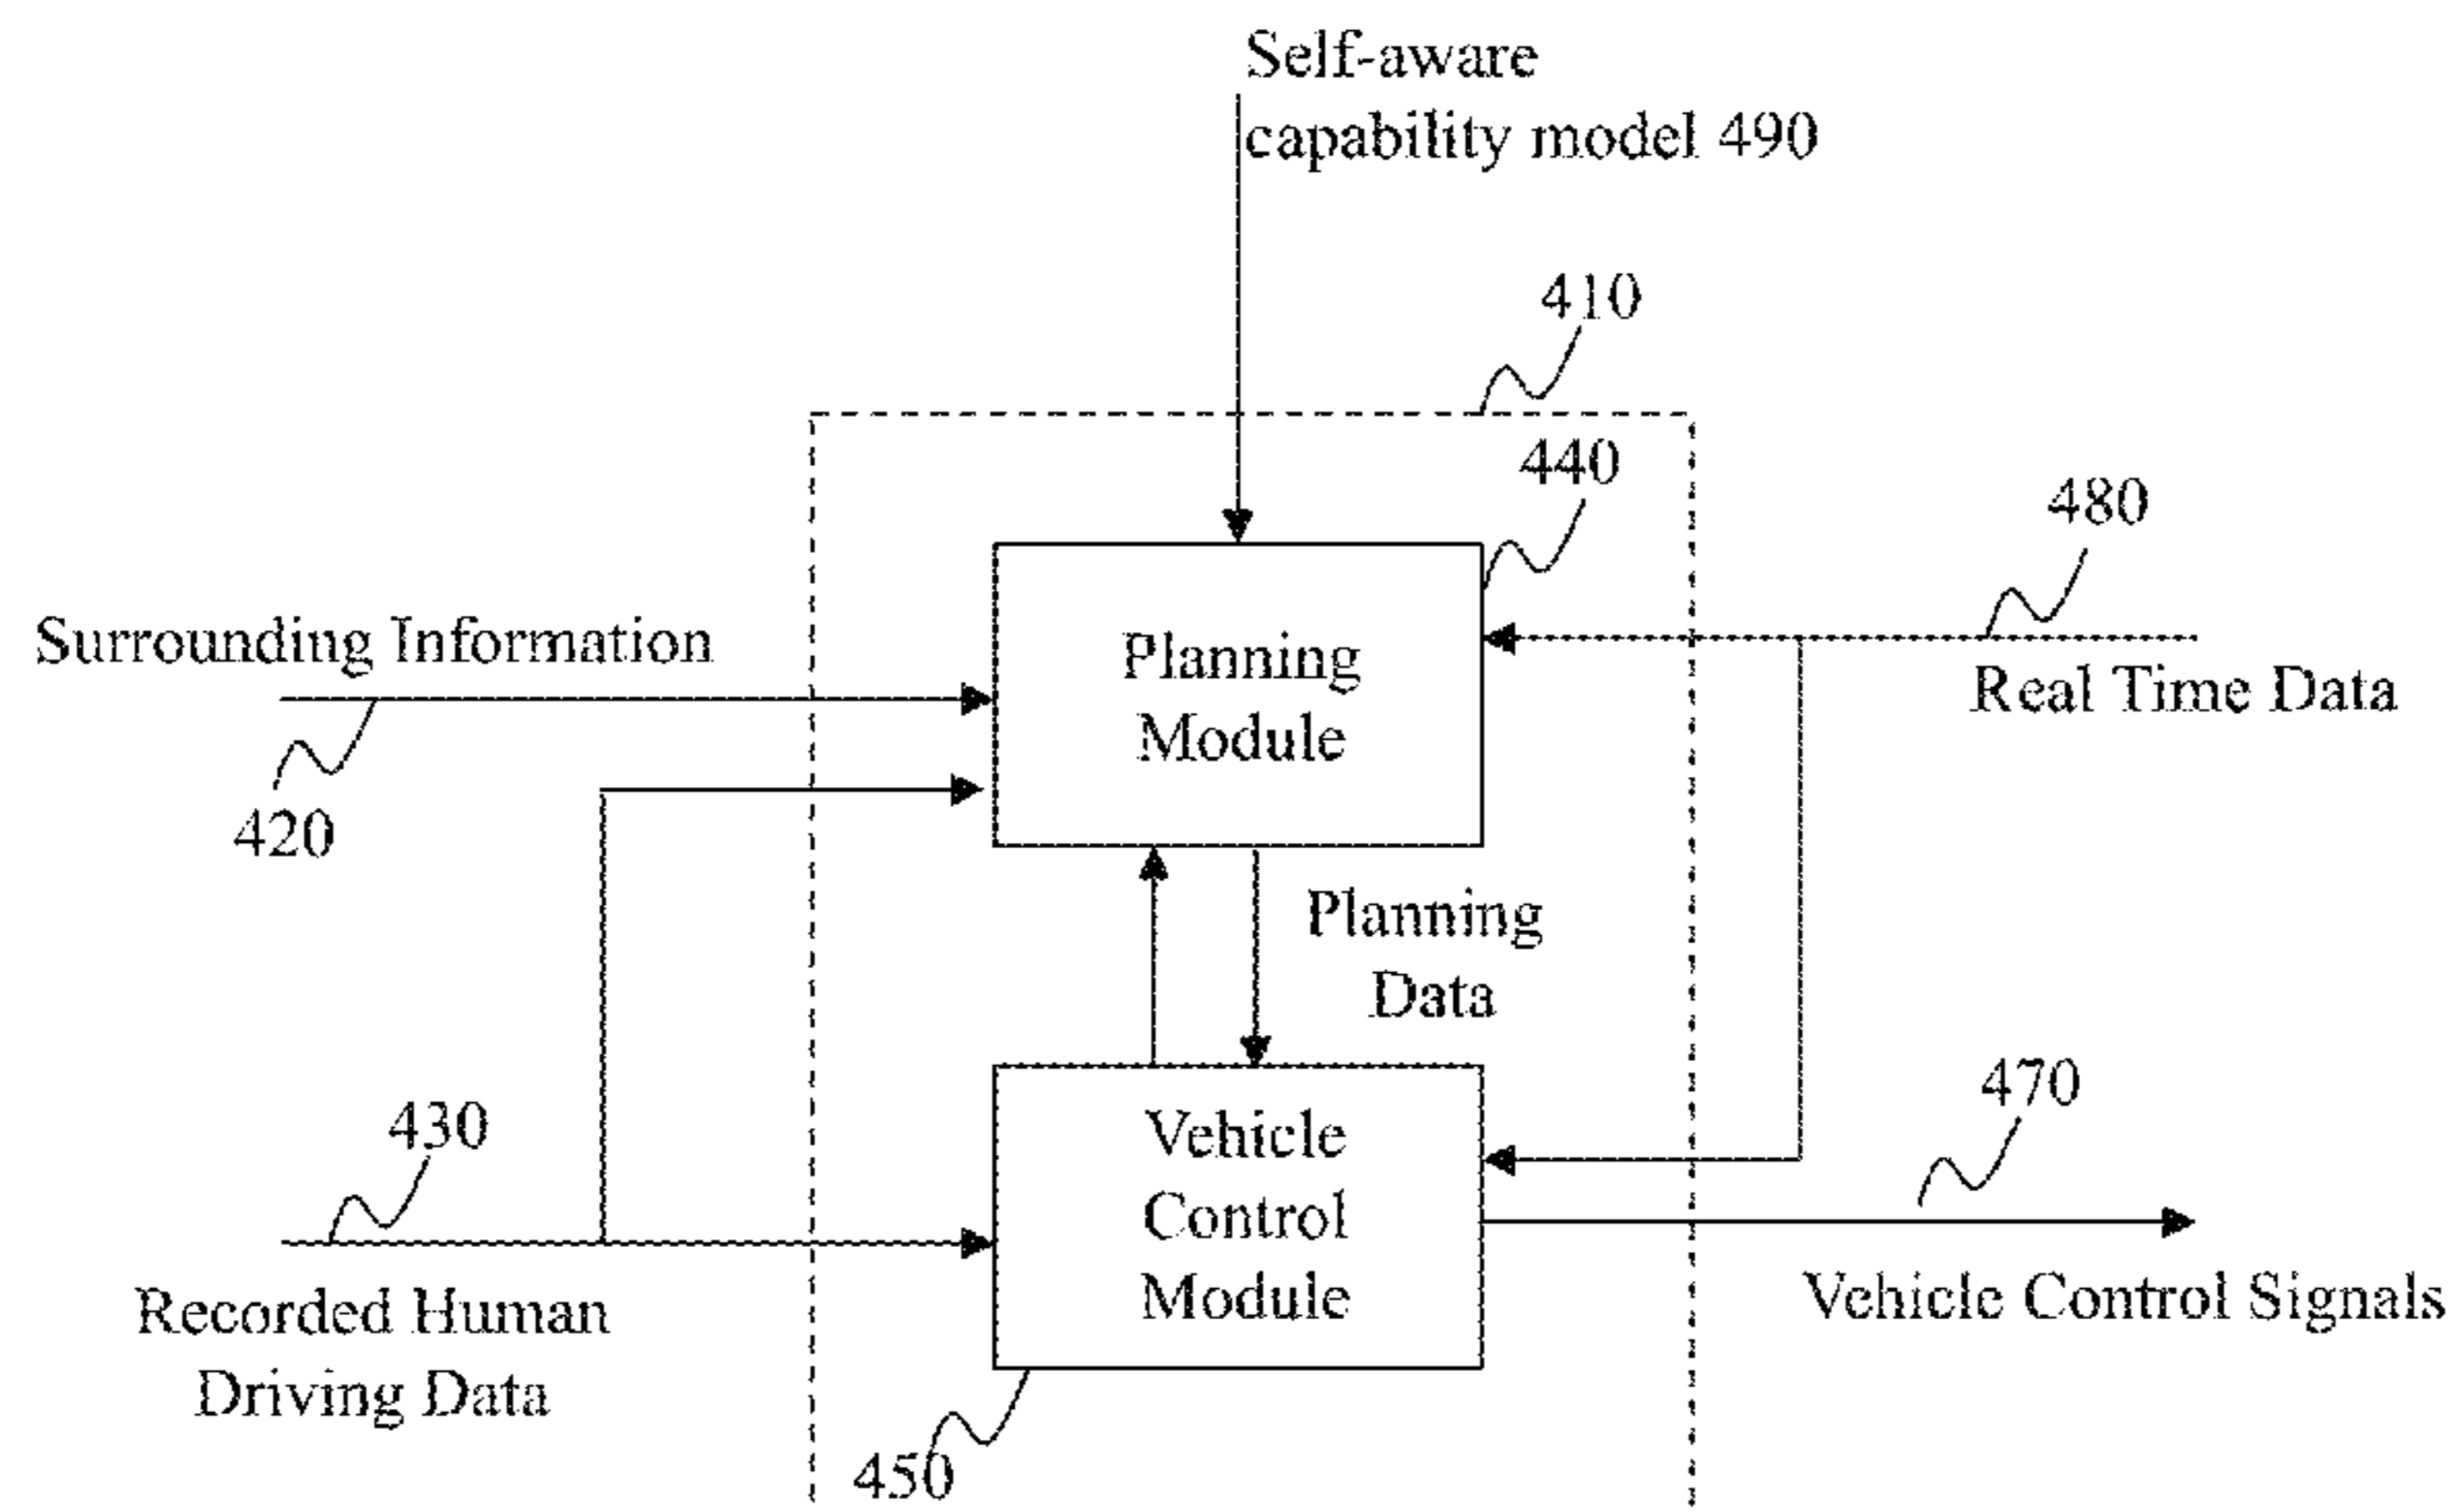 Self-aware
capability model 490
410
440
480
Surrounding Information
Planning
Module
Real Time Data
420
Planning
Data
470
430
Vehicle
Control
Module
Recorded Human
Driving Data
Vehicle Control Signals
450